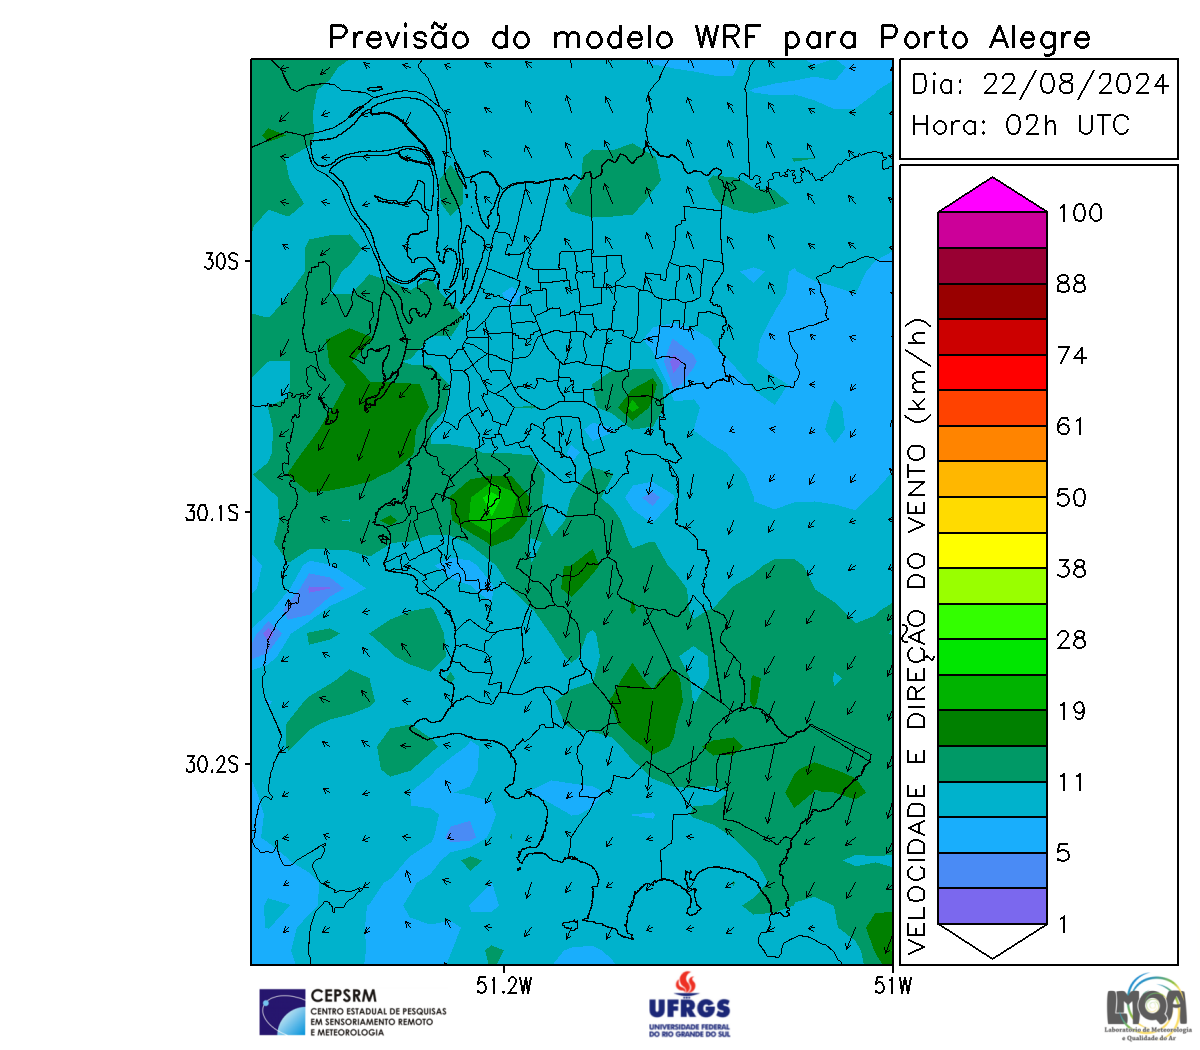 Previsão do modelo WRF para Porto Alegre
Dia: 22/08/2024
Hora: 02h UTC
30S
30.1S
30.2S
51.2W
51W
VELOCIDADE E DIREÇÃO DO VENTO (km/h)
100
88
74
61
50
38
28
19
11
5
1
CEPSRM
CENTRO ESTADUAL DE PESQUISAS
EM SENSORIAMENTO REMOTO
E METEOROLOGIA
UFRGS
UNIVERSIDADE FEDERAL
DO RIO GRANDE DO SUL
LMQA
Laboratório de Meteorologia
e Qualidade do Ar